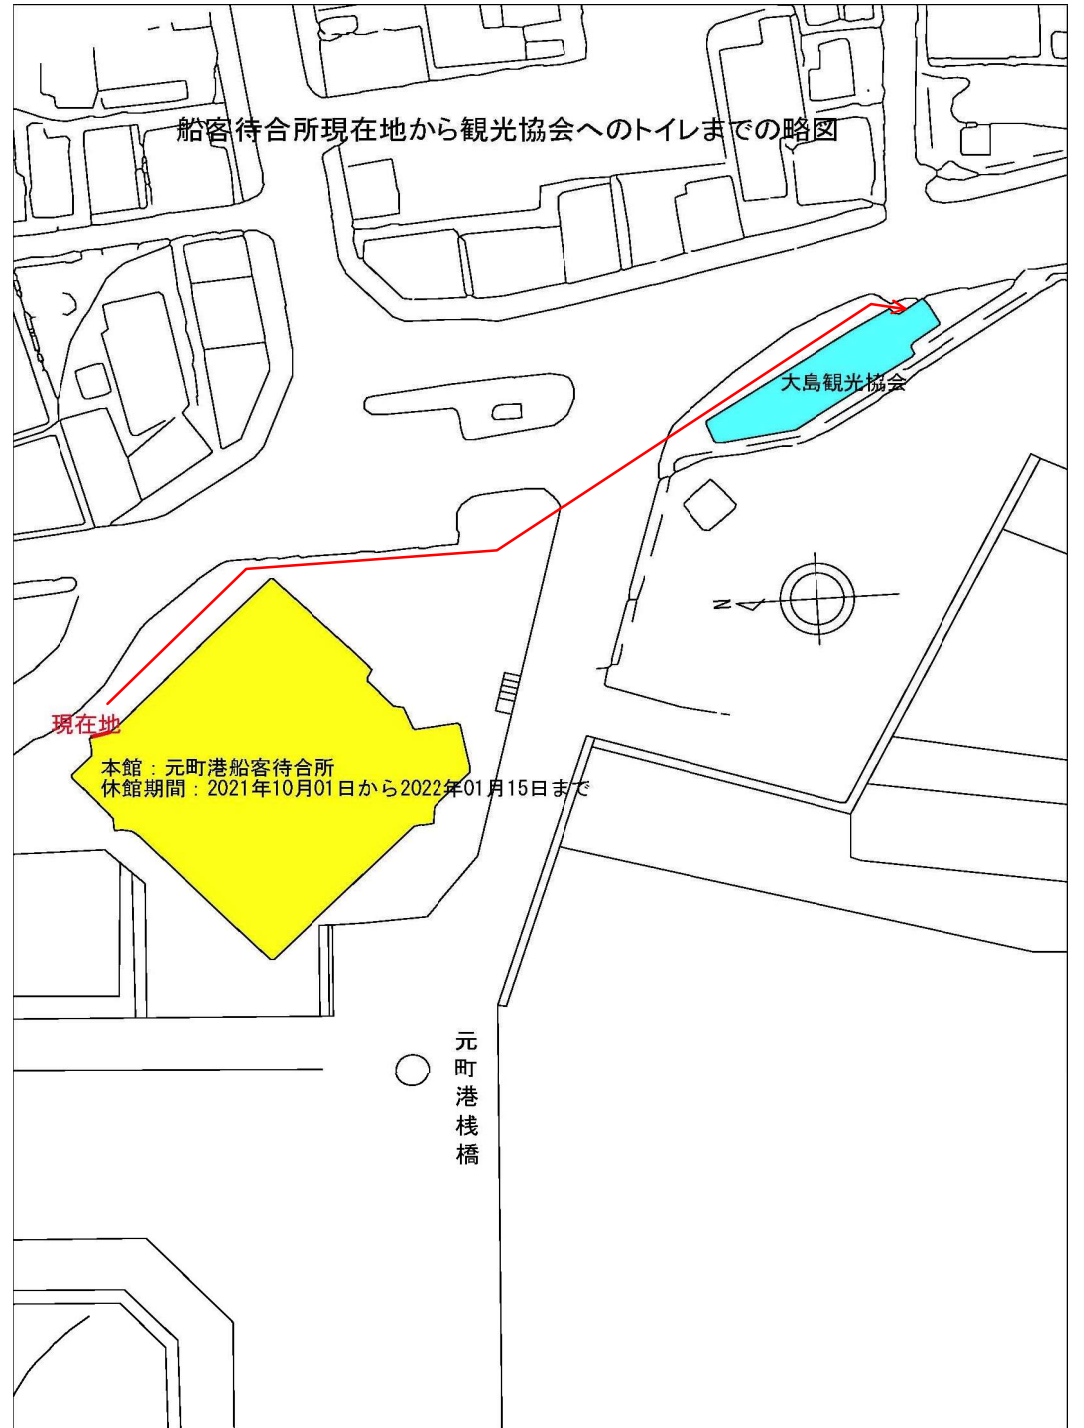 船客待合所現在地から観光協会へのトイレまでの略図
大島観光協会
N
現在地
本館：元町港船客待合所
休館期間：2021年10月01日から2022年01月15日まで
元町港桟橋